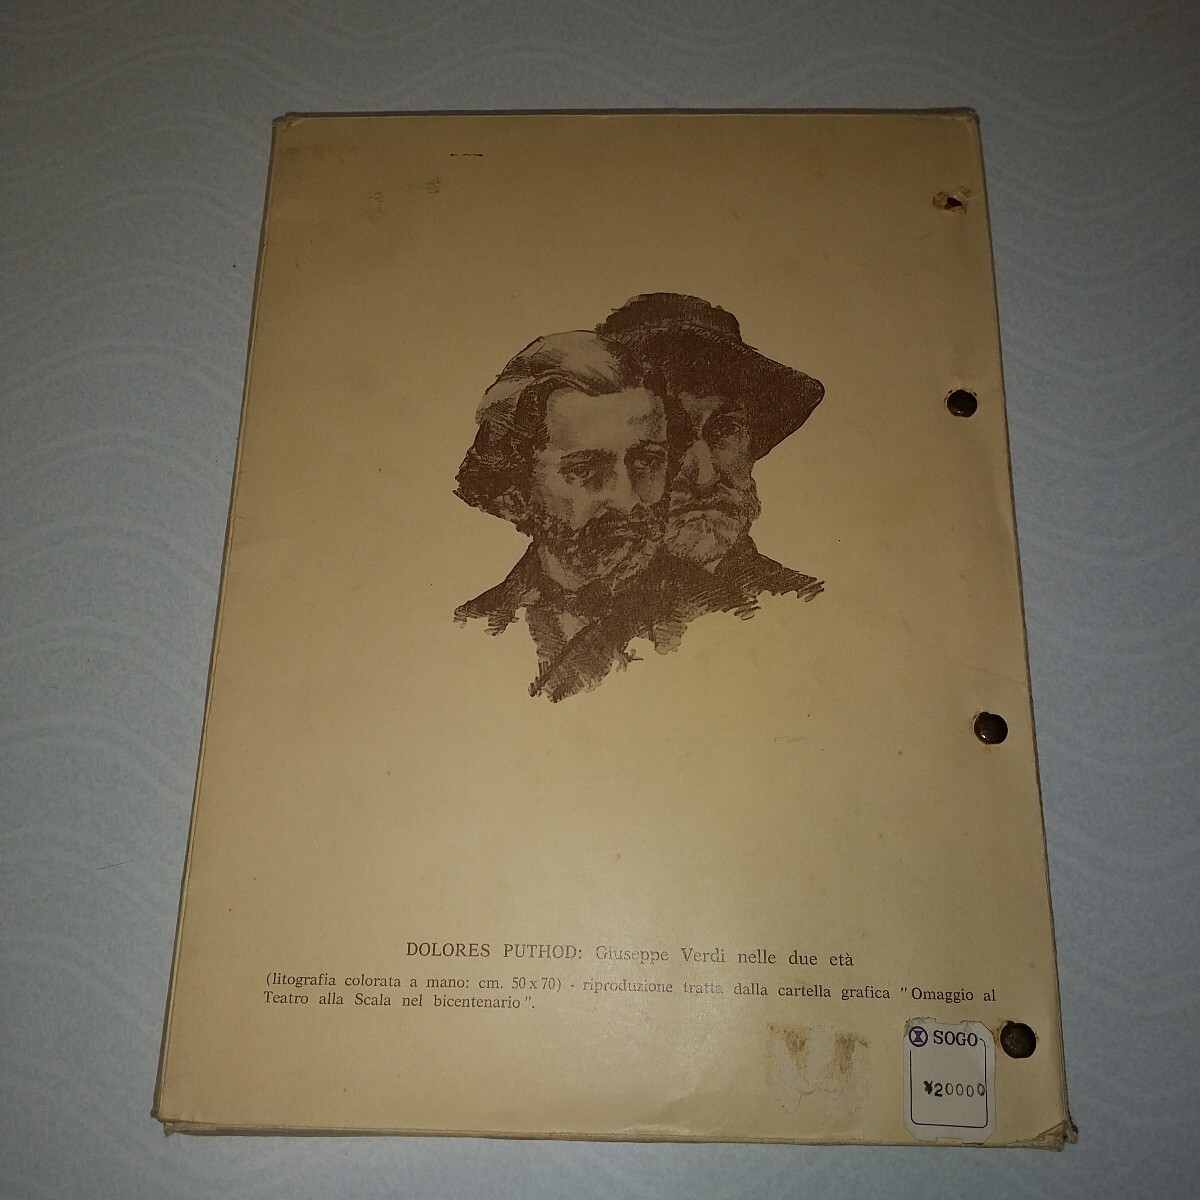 DOLORES PUTHOD: Giuseppe Verdi nelle due età
(litografia colorata a mano: cm. 50 x 70) - riproduzione tratta dalla cartella grafica "Omaggio al
Teatro alla Scala nel bicentenario".
SOGO
¥20000